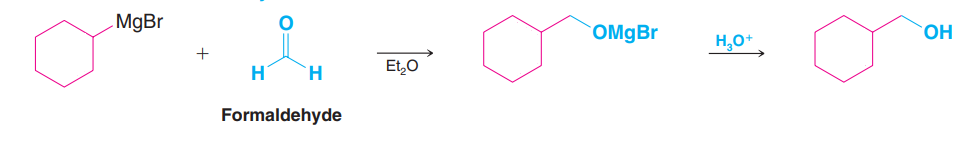 MgBr
+
O
H
H
Formaldehyde
Et₂O
OMgBr
H₃O⁺
OH